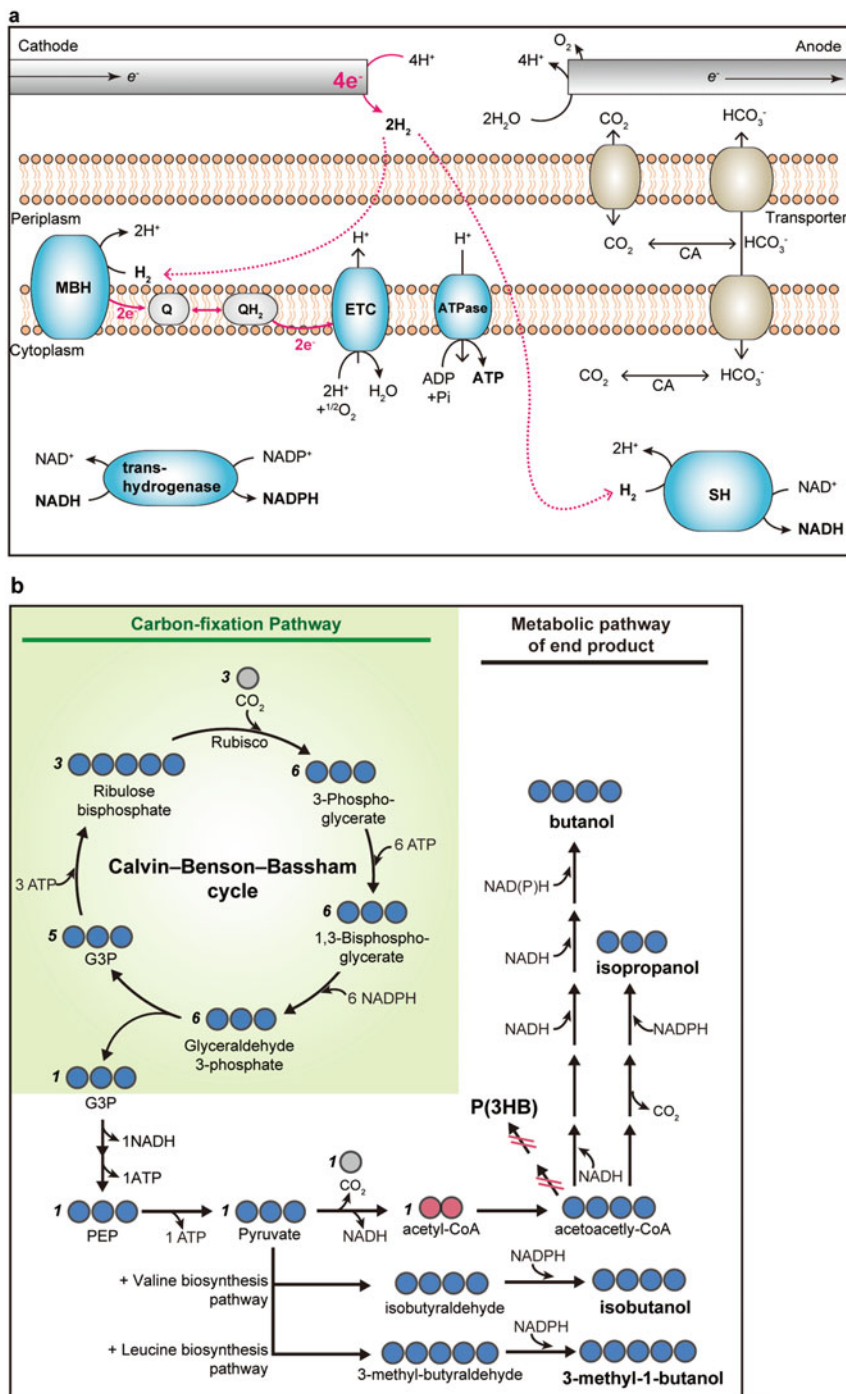 a
Cathode
Anode
e⁻
4e⁻
4H⁺
2H₂
O₂
4H⁺
2H₂O
e⁻
CO₂
HCO₃⁻
Periplasm
Transporter
2H⁺
H₂
MBH
2e⁻
Q
QH₂
2e⁻
H⁺
ETC
H⁺
ATPase
CO₂
CA
HCO₃⁻
Cytoplasm
2H⁺
+1/2O₂
H₂O
ADP
+Pi
ATP
CO₂
CA
HCO₃⁻
NAD⁺
NADH
trans-
hydrogenase
NADP⁺
NADPH
2H⁺
H₂
SH
NAD⁺
NADH
b
Carbon-fixation Pathway
Metabolic pathway
of end product
3
CO₂
Rubisco
3
Ribulose
bisphosphate
6
3-Phospho-
glycerate
6 ATP
Calvin–Benson–Bassham
cycle
3 ATP
6
1,3-Bisphospho-
glycerate
5
G3P
6 NADPH
6
Glyceraldehyde
3-phosphate
1
G3P
butanol
NAD(P)H
NADH
NADH
isopropanol
NADPH
CO₂
P(3HB)
NADH
1NADH
1ATP
1
PEP
1 ATP
1
Pyruvate
1
CO₂
NADH
1
acetyl-CoA
acetoacetly-CoA
+ Valine biosynthesis
pathway
isobutyraldehyde
NADPH
isobutanol
+ Leucine biosynthesis
pathway
3-methyl-butyraldehyde
NADPH
3-methyl-1-butanol